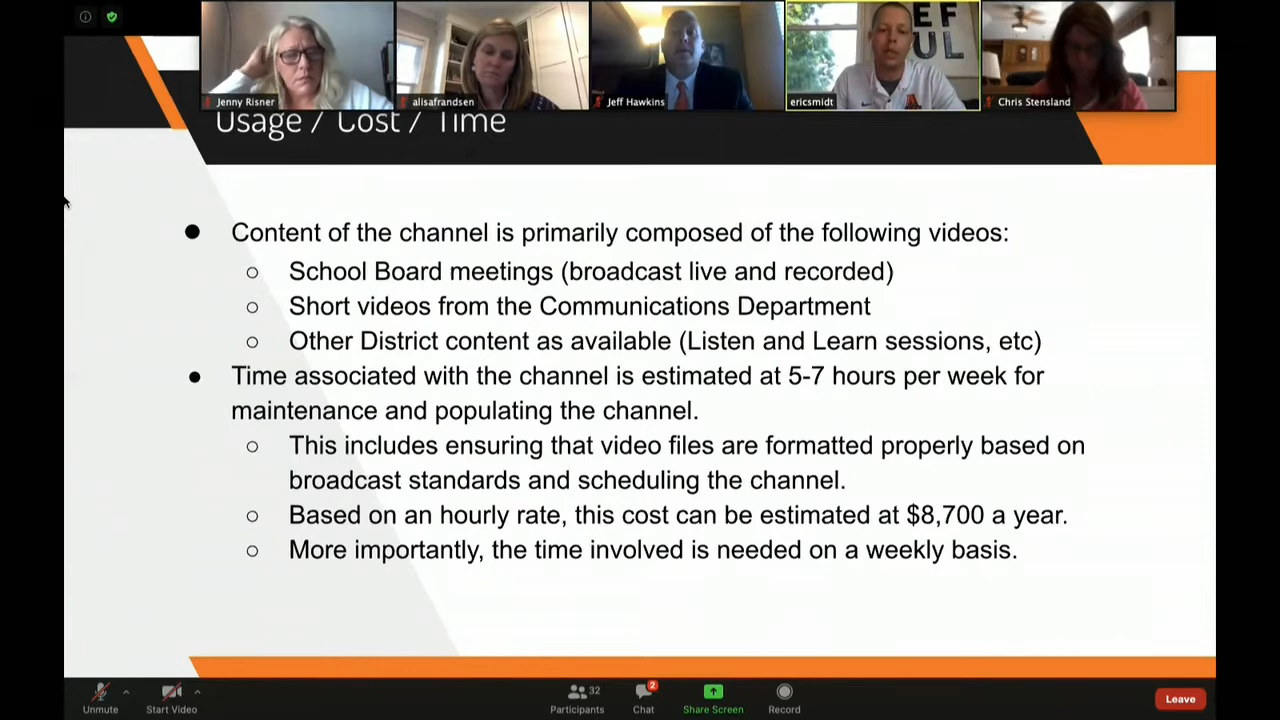 EF
UL
Jenny Risner
alisafrandsen
Jeff Hawkins
ericsmidt
Chris Stensland
Usage / Cost / Time
● Content of the channel is primarily composed of the following videos:
○ School Board meetings (broadcast live and recorded)
○ Short videos from the Communications Department
○ Other District content as available (Listen and Learn sessions, etc)
● Time associated with the channel is estimated at 5-7 hours per week for
maintenance and populating the channel.
○ This includes ensuring that video files are formatted properly based on
broadcast standards and scheduling the channel.
○ Based on an hourly rate, this cost can be estimated at $8,700 a year.
○ More importantly, the time involved is needed on a weekly basis.
Unmute
Start Video
32
Participants
2
Chat
Share Screen
Record
Leave